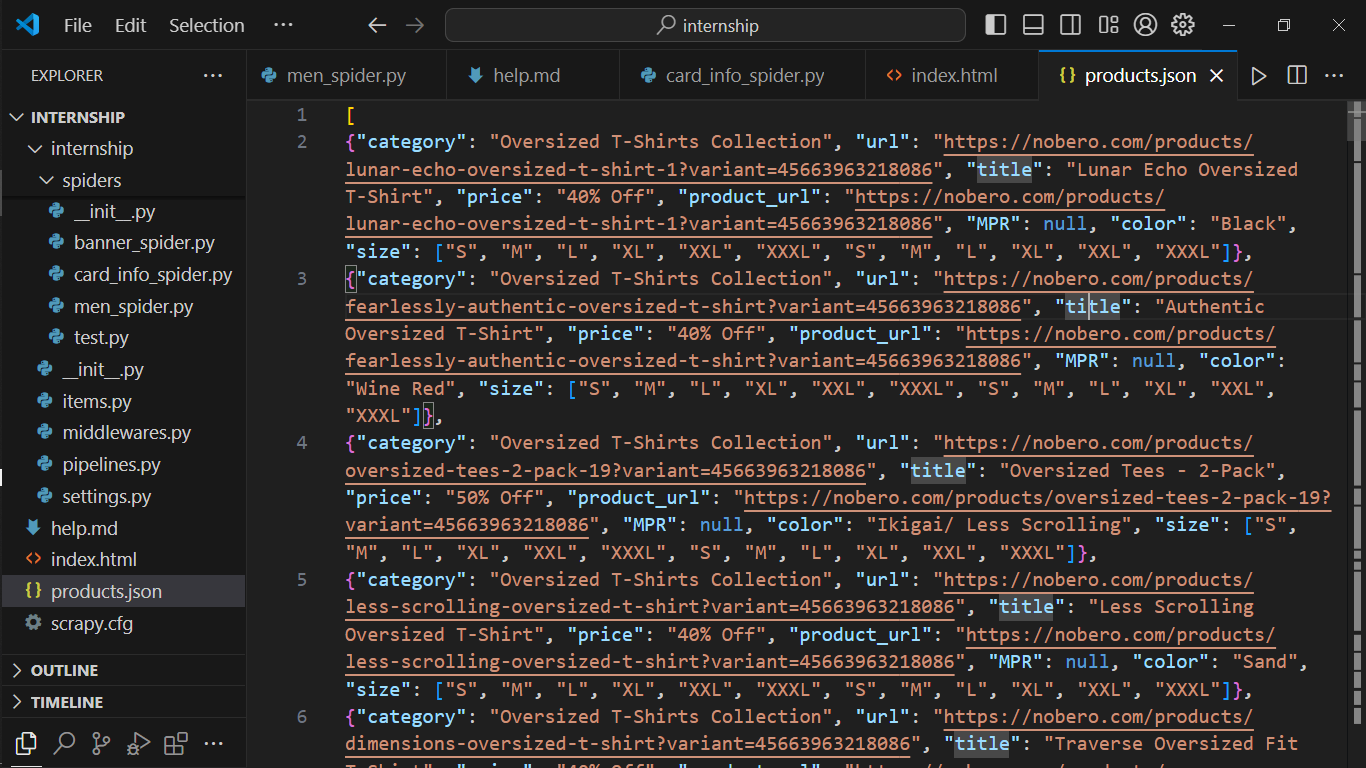 File Edit Selection ··· internship
EXPLORER ···
INTERNSHIP
internship
spiders
__init__.py
banner_spider.py
card_info_spider.py
men_spider.py
test.py
__init__.py
items.py
middlewares.py
pipelines.py
settings.py
help.md
index.html
products.json
scrapy.cfg
OUTLINE
TIMELINE
men_spider.py help.md card_info_spider.py index.html {} products.json
1 [
2 {"category": "Oversized T-Shirts Collection", "url": "https://nobero.com/products/
lunar-echo-oversized-t-shirt-1?variant=45663963218086", "title": "Lunar Echo Oversized
T-Shirt", "price": "40% Off", "product_url": "https://nobero.com/products/
lunar-echo-oversized-t-shirt-1?variant=45663963218086", "MPR": null, "color": "Black",
"size": ["S", "M", "L", "XL", "XXL", "XXXL", "S", "M", "L", "XL", "XXL", "XXXL"]},
3 {"category": "Oversized T-Shirts Collection", "url": "https://nobero.com/products/
fearlessly-authentic-oversized-t-shirt?variant=45663963218086", "title": "Authentic
Oversized T-Shirt", "price": "40% Off", "product_url": "https://nobero.com/products/
fearlessly-authentic-oversized-t-shirt?variant=45663963218086", "MPR": null, "color":
"Wine Red", "size": ["S", "M", "L", "XL", "XXL", "XXXL", "S", "M", "L", "XL", "XXL",
"XXXL"]},
4 {"category": "Oversized T-Shirts Collection", "url": "https://nobero.com/products/
oversized-tees-2-pack-19?variant=45663963218086", "title": "Oversized Tees - 2-Pack",
"price": "50% Off", "product_url": "https://nobero.com/products/oversized-tees-2-pack-19?
variant=45663963218086", "MPR": null, "color": "Ikigai/ Less Scrolling", "size": ["S",
"M", "L", "XL", "XXL", "XXXL", "S", "M", "L", "XL", "XXL", "XXXL"]},
5 {"category": "Oversized T-Shirts Collection", "url": "https://nobero.com/products/
less-scrolling-oversized-t-shirt?variant=45663963218086", "title": "Less Scrolling
Oversized T-Shirt", "price": "40% Off", "product_url": "https://nobero.com/products/
less-scrolling-oversized-t-shirt?variant=45663963218086", "MPR": null, "color": "Sand",
"size": ["S", "M", "L", "XL", "XXL", "XXXL", "S", "M", "L", "XL", "XXL", "XXXL"]},
6 {"category": "Oversized T-Shirts Collection", "url": "https://nobero.com/products/
dimensions-oversized-t-shirt?variant=45663963218086", "title": "Traverse Oversized Fit